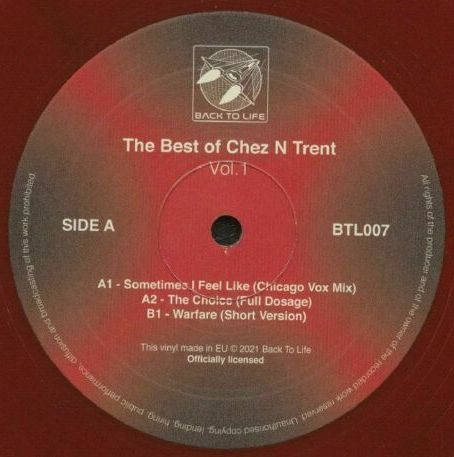 BACK TO LIFE
The Best of Chez N Trent
Vol. 1
SIDE A
BTL007
A1 - Sometimes I Feel Like (Chicago Vox Mix)
A2 - The Choice (Full Dosage)
B1 - Warfare (Short Version)
This vinyl made in EU © 2021 Back To Life
Officially licensed
All rights of the producer and of the owner of the recorded work reserved. Unauthorised copying, lending, hiring, public performance, diffusion and broadcasting of this work prohibited